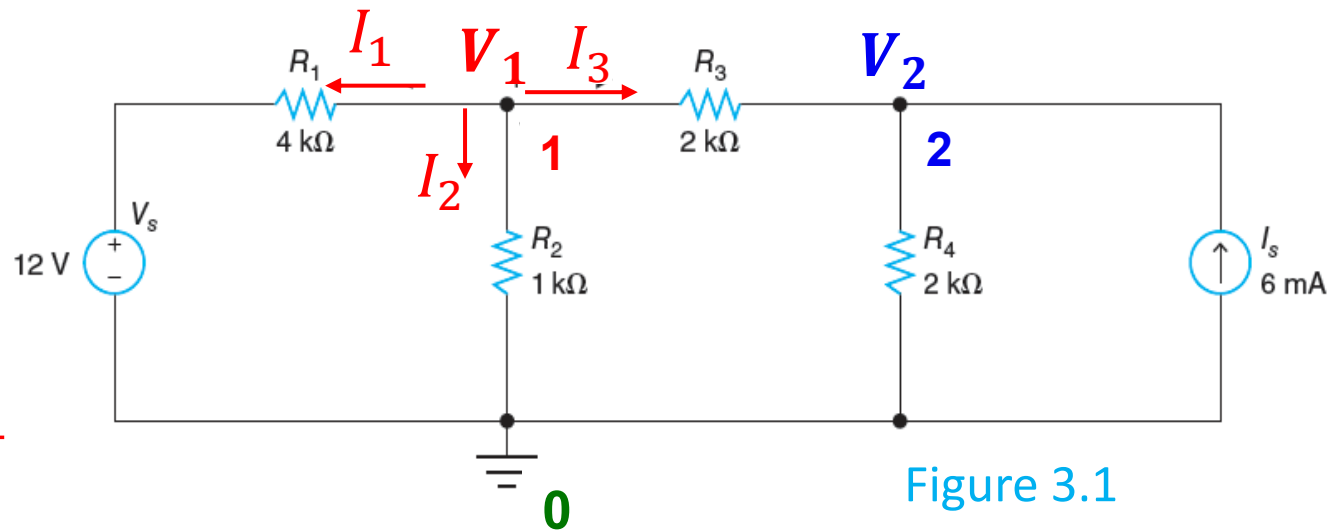 I1
V1
I3
V2
R1
R3
4 kΩ
1
2 kΩ
2
I2
Vs
+
−
12 V
R2
1 kΩ
R4
2 kΩ
Is
6 mA
0
Figure 3.1